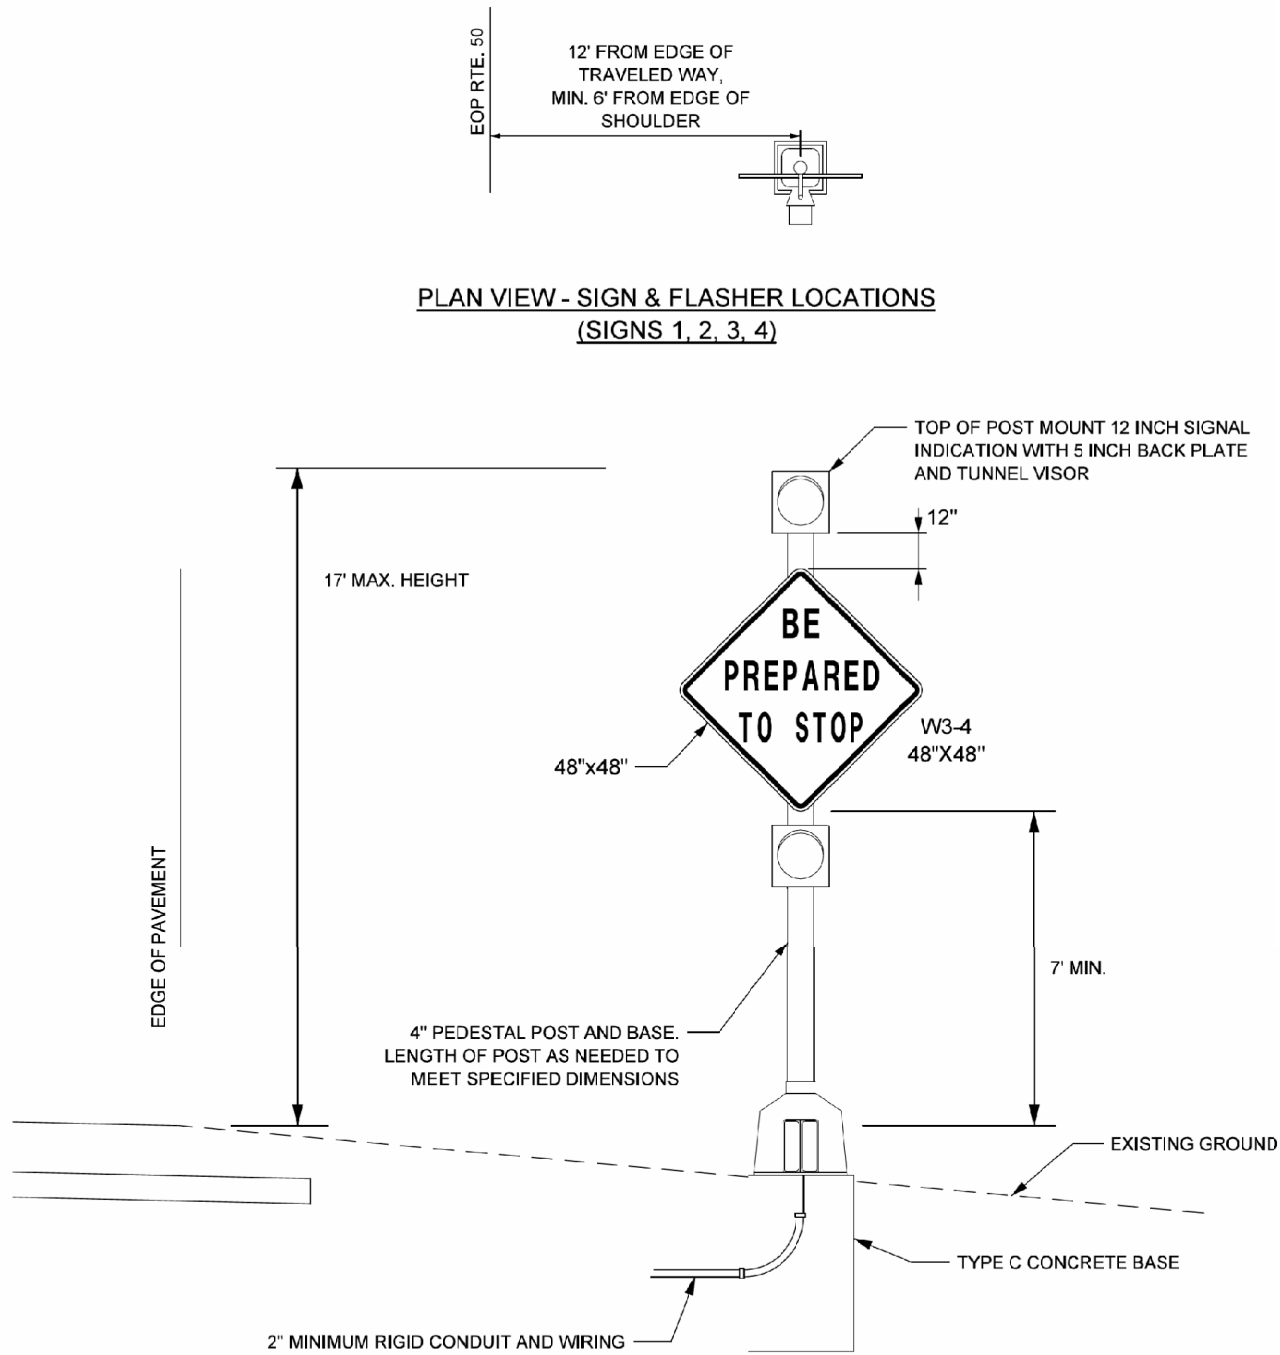 EOP RTE. 50
12' FROM EDGE OF
TRAVELED WAY,
MIN. 6' FROM EDGE OF
SHOULDER
PLAN VIEW - SIGN & FLASHER LOCATIONS
(SIGNS 1, 2, 3, 4)
TOP OF POST MOUNT 12 INCH SIGNAL
INDICATION WITH 5 INCH BACK PLATE
AND TUNNEL VISOR
12"
17' MAX. HEIGHT
BE
PREPARED
TO STOP
W3-4
48"X48"
48"x48"
EDGE OF PAVEMENT
7' MIN.
4" PEDESTAL POST AND BASE.
LENGTH OF POST AS NEEDED TO
MEET SPECIFIED DIMENSIONS
EXISTING GROUND
TYPE C CONCRETE BASE
2" MINIMUM RIGID CONDUIT AND WIRING